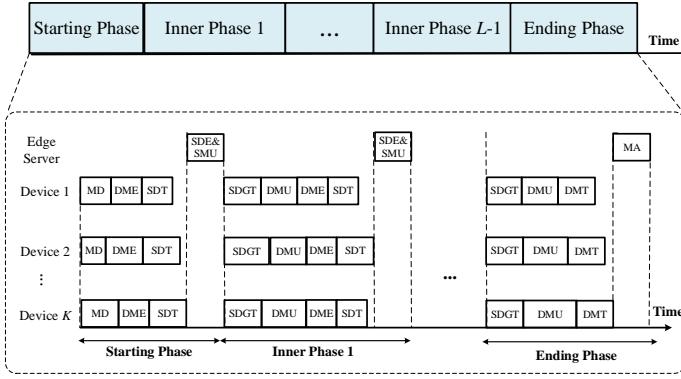 Starting Phase Inner Phase 1 ... Inner Phase L-1 Ending Phase Time
Edge Server SDE& SMU SDE& SMU MA
Device 1 MD DME SDT SDGT DMU DME SDT SDGT DMU DMT
Device 2 MD DME SDT SDGT DMU DME SDT SDGT DMU DMT
⋮ ...
Device K MD DME SDT SDGT DMU DME SDT SDGT DMU DMT Time
Starting Phase Inner Phase 1 Ending Phase